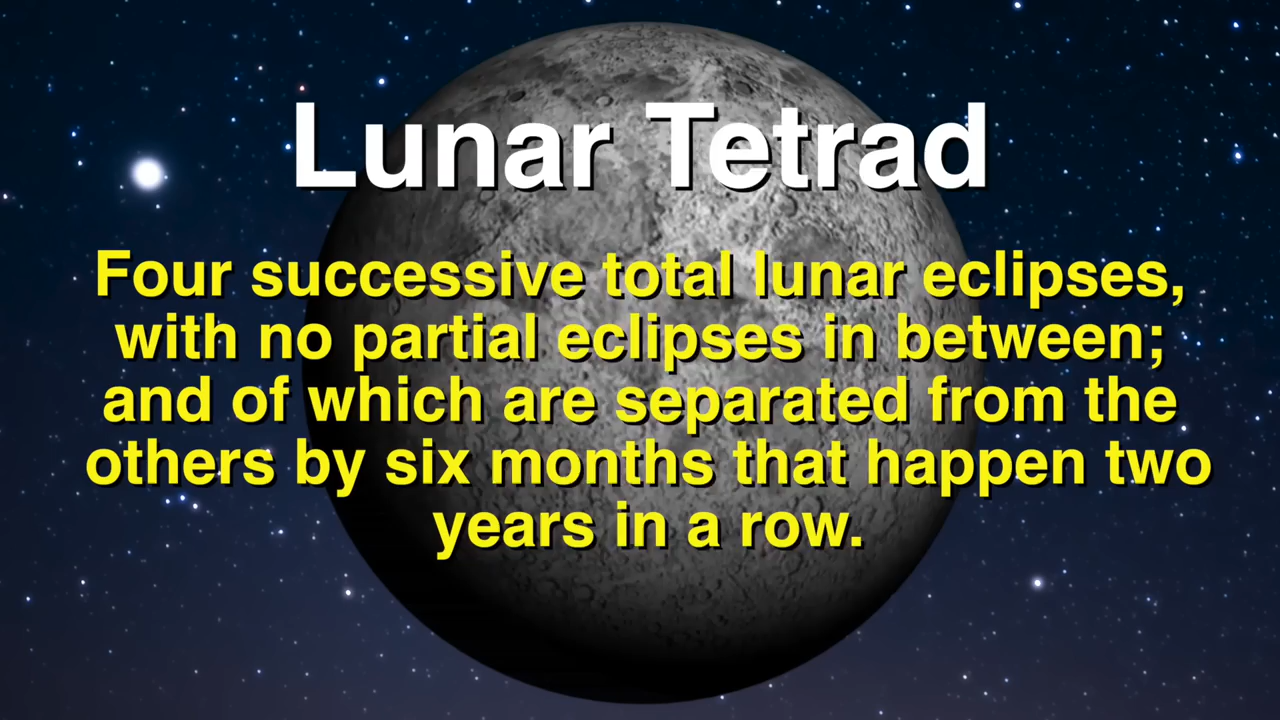 Lunar Tetrad
Four successive total lunar eclipses,
with no partial eclipses in between;
and of which are separated from the
others by six months that happen two
years in a row.